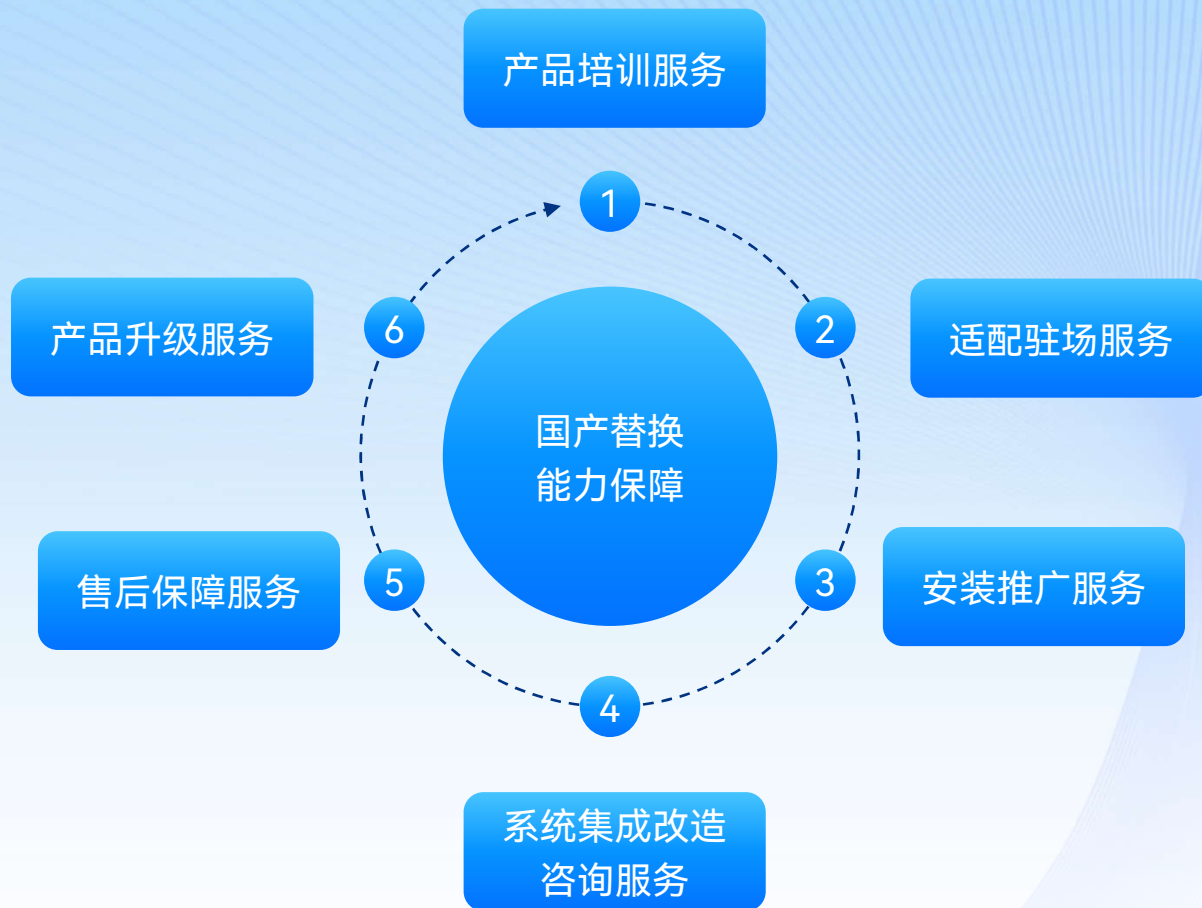 产品培训服务
1
6
2
产品升级服务
适配驻场服务
国产替换
能力保障
5
3
售后保障服务
安装推广服务
4
系统集成改造
咨询服务